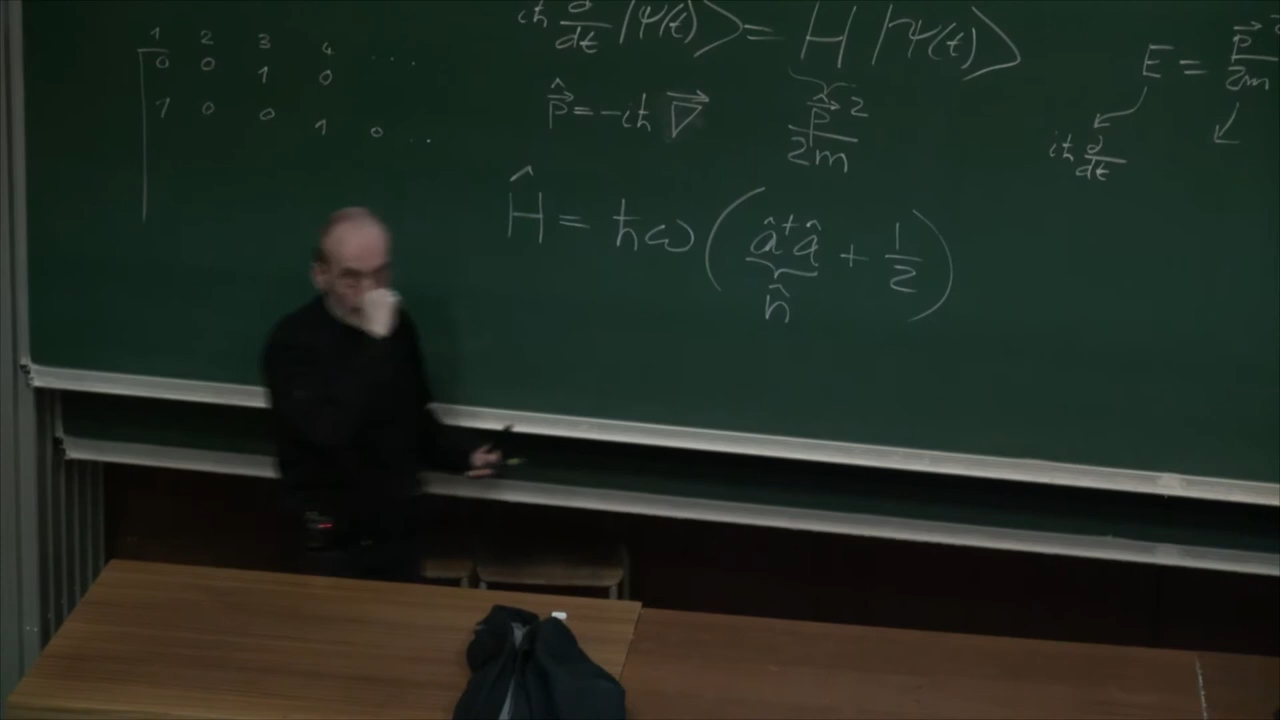 1 2 3 4 ...
0 0 1 0
1 0 0 1 0 ..
iħ d/dt |Ψ(t)⟩ = H |Ψ(t)⟩
p̂⃗ = -iħ ∇⃗
p̂⃗²/2m
Ĥ = ħω (â⁺â + 1/2)
n̂
E = p⃗²/2m
iħ d/dt